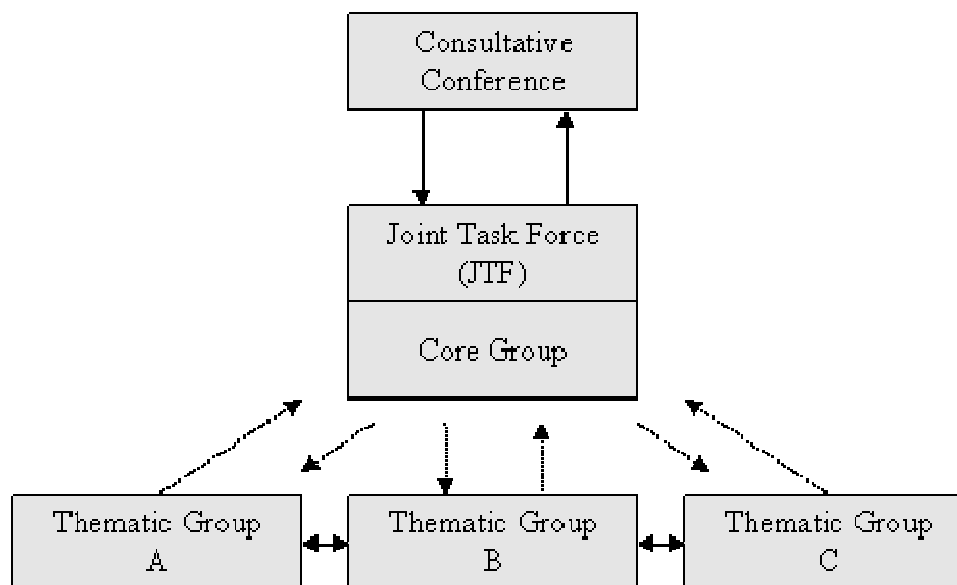 Consultative
Conference
Joint Task Force
(JTF)
Core Group
Thematic Group
A
Thematic Group
B
Thematic Group
C